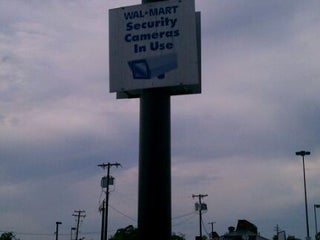 WAL-MART
Security
Cameras
In Use